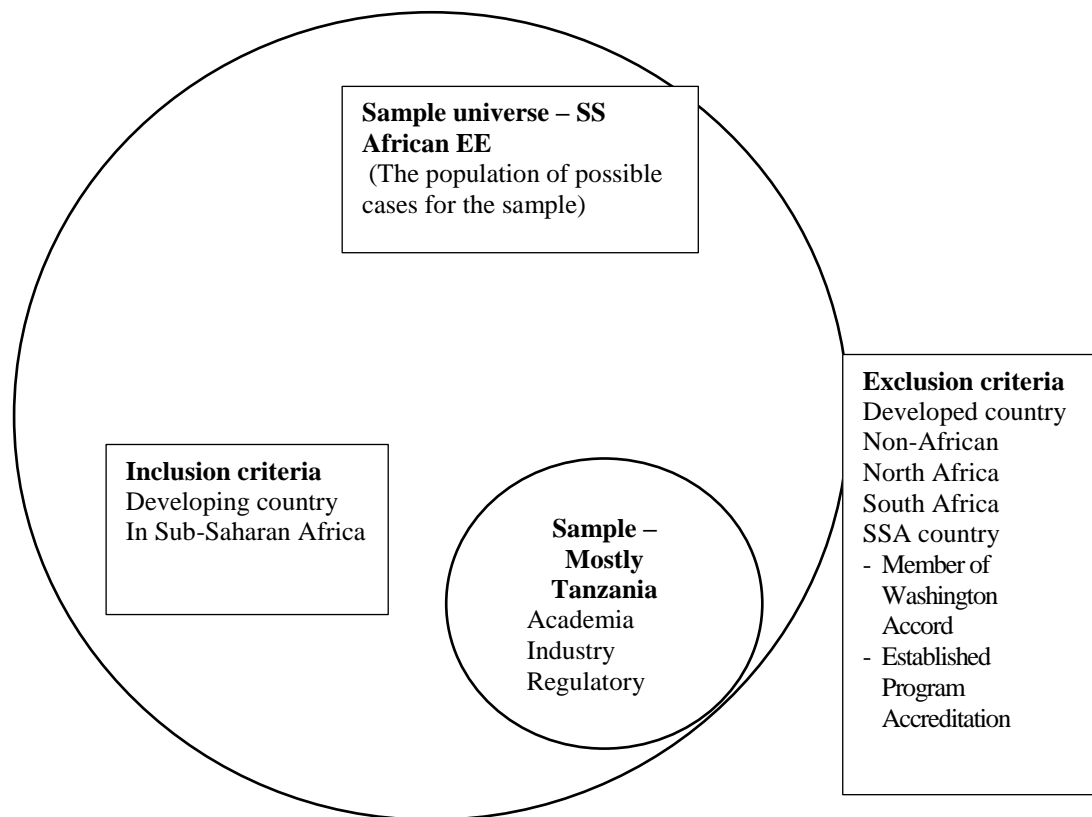 Sample universe – SS
African EE
(The population of possible
cases for the sample)
Inclusion criteria
Developing country
In Sub-Saharan Africa
Sample –
Mostly
Tanzania
Academia
Industry
Regulatory
Exclusion criteria
Developed country
Non-African
North Africa
South Africa
SSA country
- Member of
Washington
Accord
- Established
Program
Accreditation